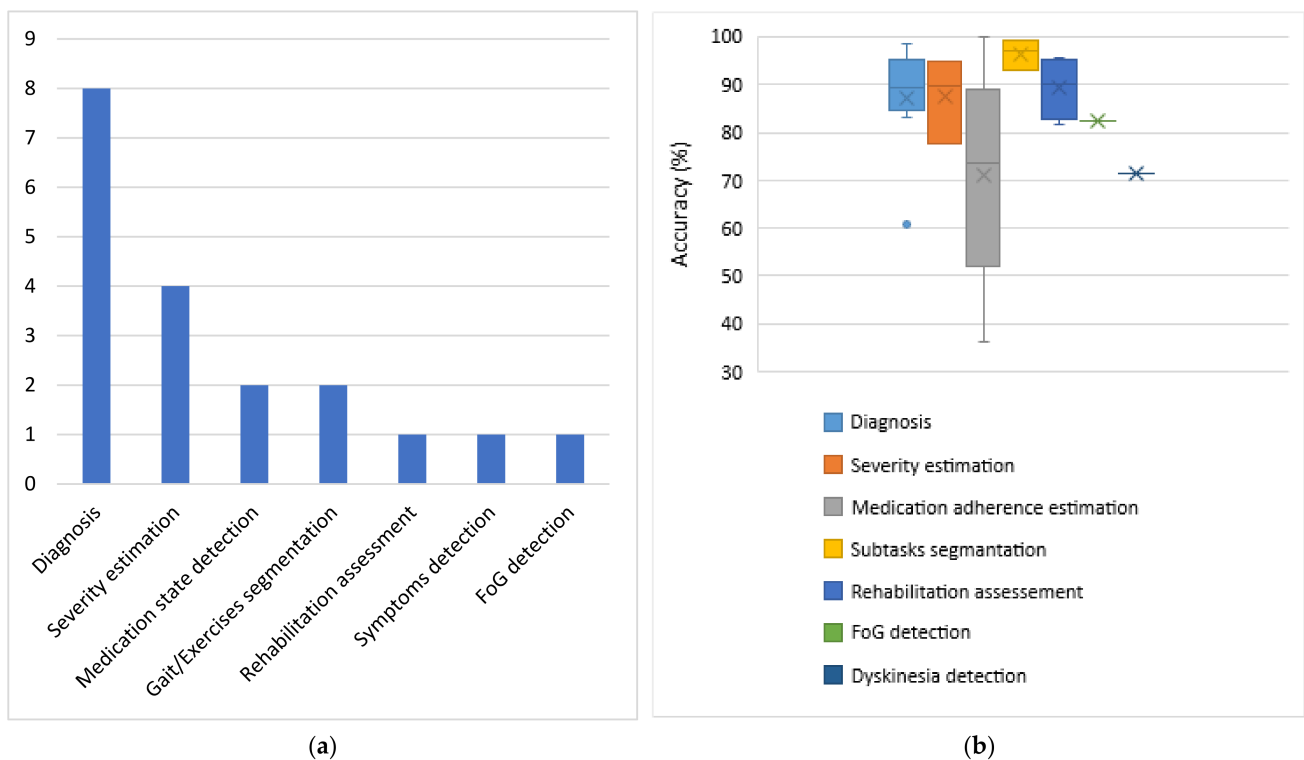 9
8
7
6
5
4
3
2
1
0
Diagnosis
Severity estimation
Medication state detection
Gait/Exercises segmentation
Rehabilitation assessment
Symptoms detection
FoG detection
(a)
100
90
80
70
60
50
40
30
Accuracy (%)
Diagnosis
Severity estimation
Medication adherence estimation
Subtasks segmantation
Rehabilitation assessement
FoG detection
Dyskinesia detection
(b)